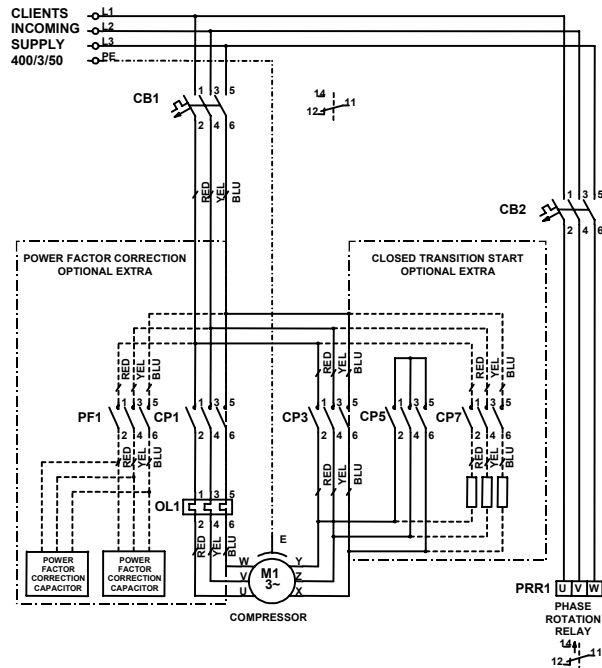 CLIENTS L1
INCOMING L2
SUPPLY L3
400/3/50 PE
1 3 5
CB1
2 4 6
14
12 11
RED YEL BLU
1 3 5
CB2
2 4 6
POWER FACTOR CORRECTION
OPTIONAL EXTRA
CLOSED TRANSITION START
OPTIONAL EXTRA
RED YEL BLU
RED YEL BLU
RED YEL BLU
1 3 5
PF1
2 4 6
1 3 5
CP1
2 4 6
1 3 5
CP3
2 4 6
1 3 5
CP5
2 4 6
1 3 5
CP7
2 4 6
RED YEL BLU
RED YEL BLU
RED YEL BLU
1 3 5
OL1
2 4 6
RED YEL BLU
E
W
V
U
M1
3~
Y
Z
X
COMPRESSOR
POWER
FACTOR
CORRECTION
CAPACITOR
POWER
FACTOR
CORRECTION
CAPACITOR
PRR1 U V W
PHASE
ROTATION
RELAY
14
12 11